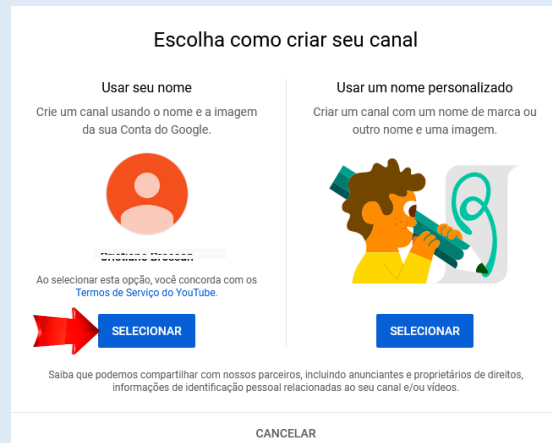 Escolha como criar seu canal
Usar seu nome
Crie um canal usando o nome e a imagem
da sua Conta do Google.
Ao selecionar esta opção, você concorda com os
Termos de Serviço do YouTube.
SELECIONAR
Usar um nome personalizado
Criar um canal com um nome de marca ou
outro nome e uma imagem.
SELECIONAR
Saiba que podemos compartilhar com nossos parceiros, incluindo anunciantes e proprietários de direitos,
informações de identificação pessoal relacionadas ao seu canal e/ou vídeos.
CANCELAR